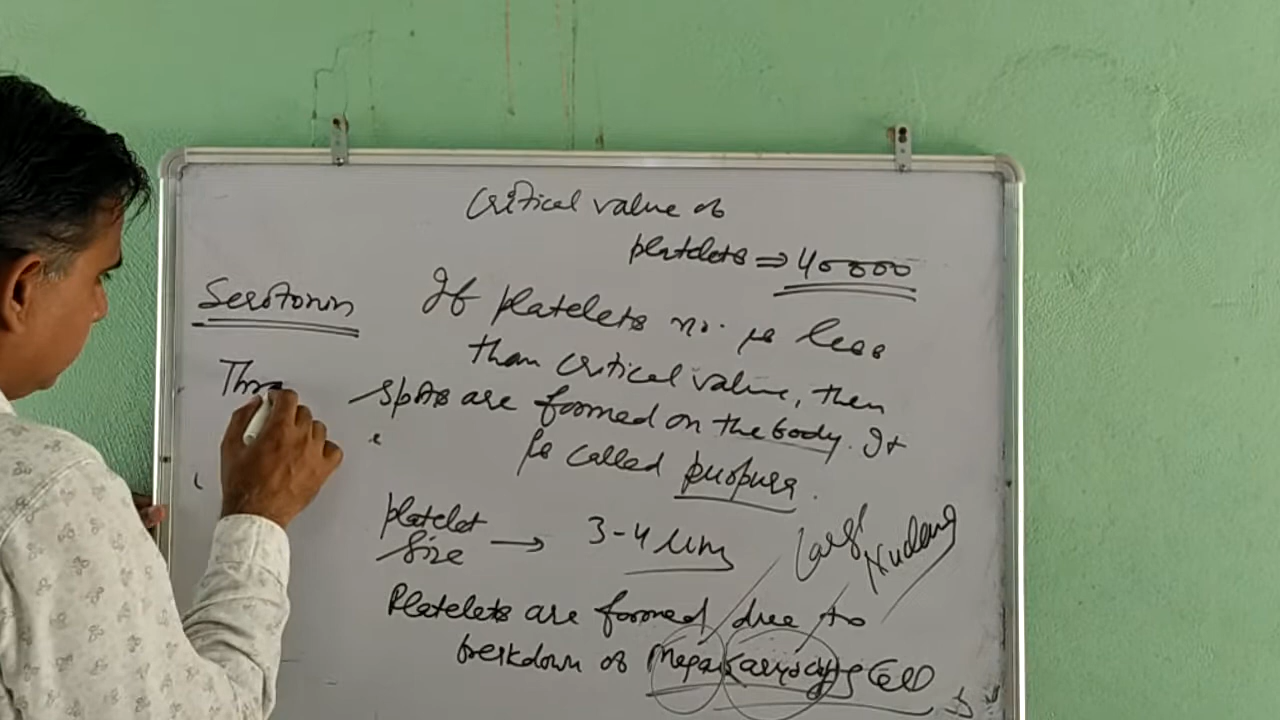 Critical value of
platelets ⇒ 40000
Serotonin
If platelets no. is less
than critical value, then
spots are formed on the body. It
is called purpura.
Thro
platelet
size → 3-4 μm
Large
Nucleus
Platelets are formed due to
breakdown of Megakaryocyte Cell